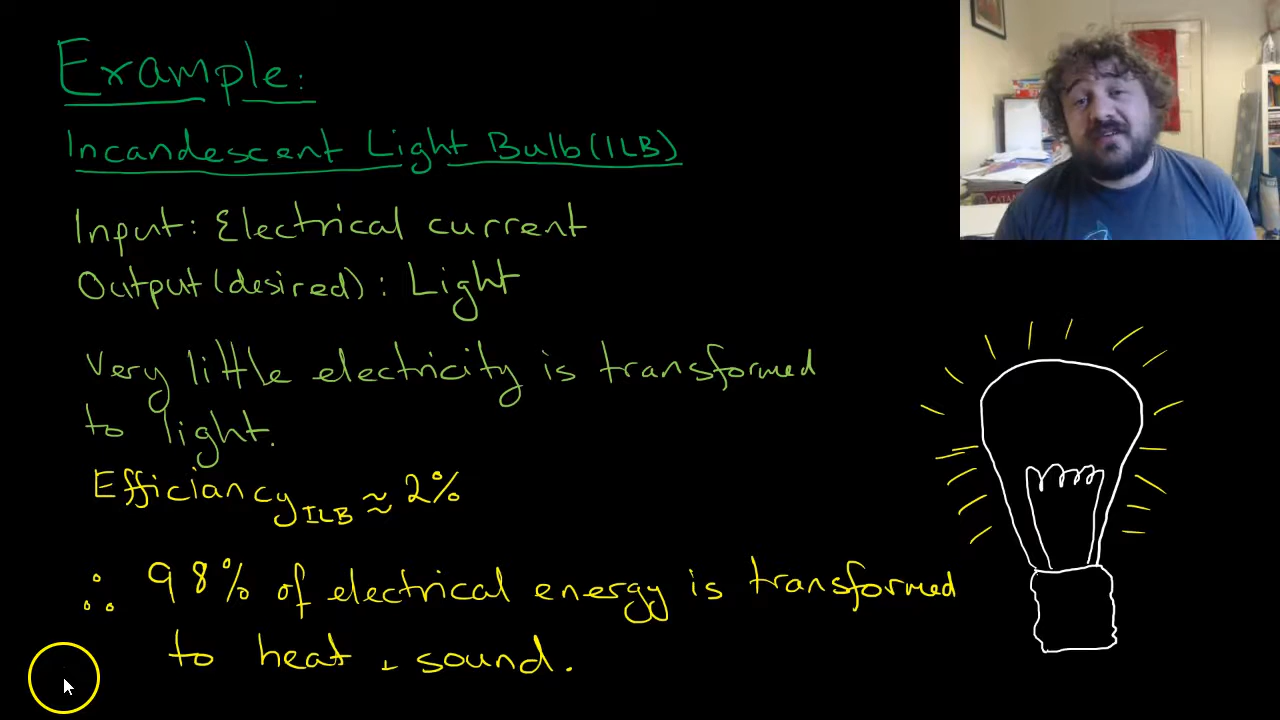 Example:
Incandescent Light Bulb (ILB)
Input: Electrical current
Output (desired): Light
Very little electricity is transformed
to light.
Efficiancy ILB ≈ 2%
∴ 98% of electrical energy is transformed
to heat + sound.
CATAN